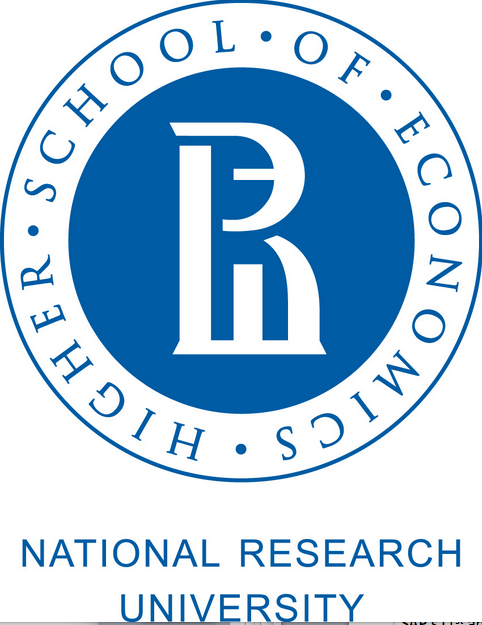 HIGHER • SCHOOL • OF • ECONOMICS •
NATIONAL RESEARCH
UNIVERSITY